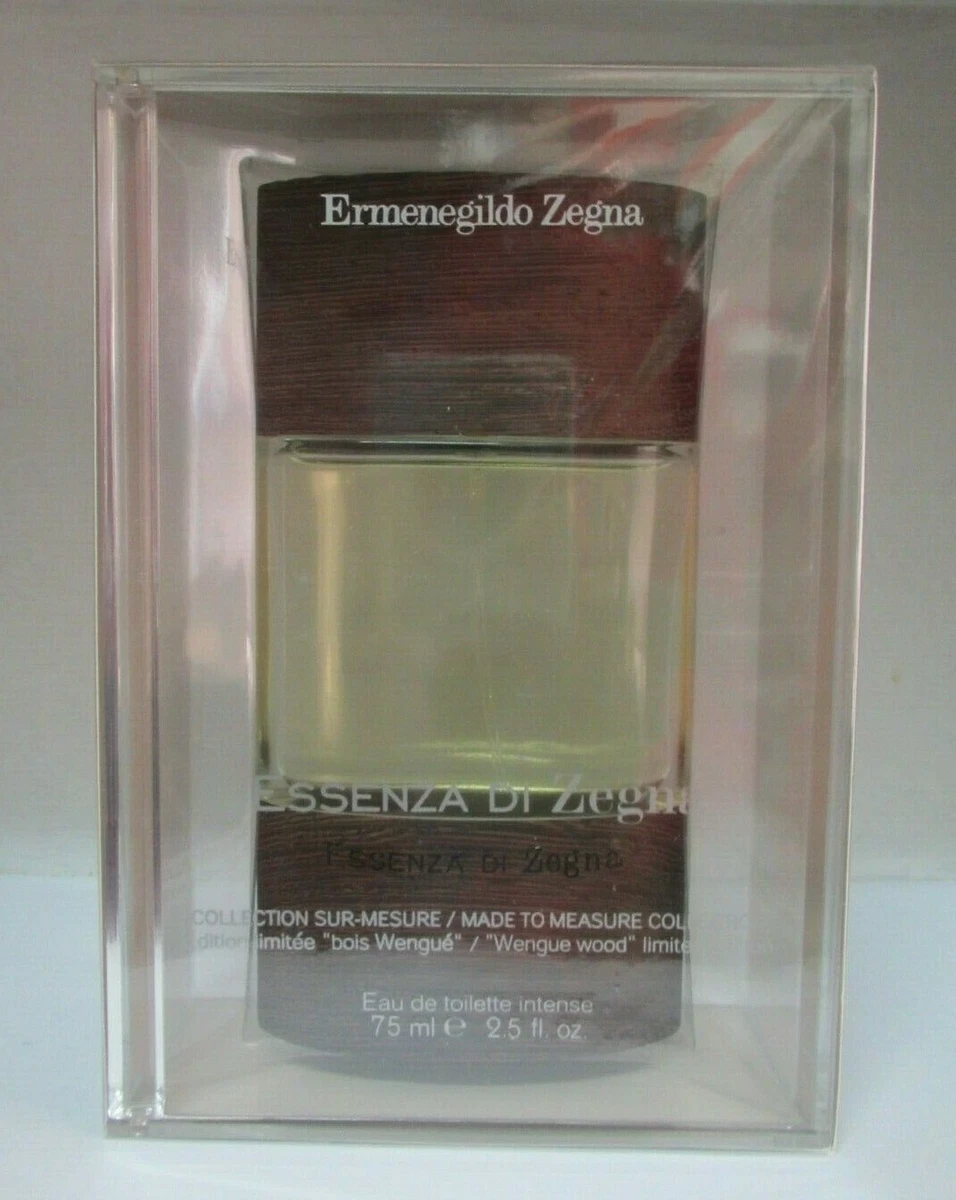 Ermenegildo Zegna
ESSENZA DI Zegna
ESSENZA DI Zegna
COLLECTION SUR-MESURE / MADE TO MEASURE
limitée "bois Wengué" / "Wengue wood"
Eau de toilette intense
75 ml ℮ 2.5 fl. oz.